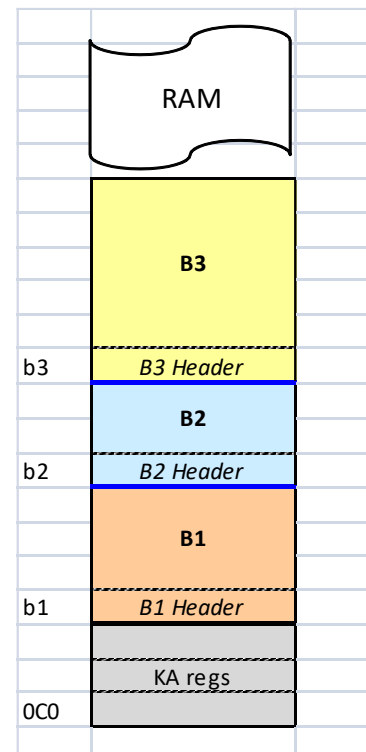 RAM
B3
b3 B3 Header
B2
b2 B2 Header
B1
b1 B1 Header
KA regs
0C0